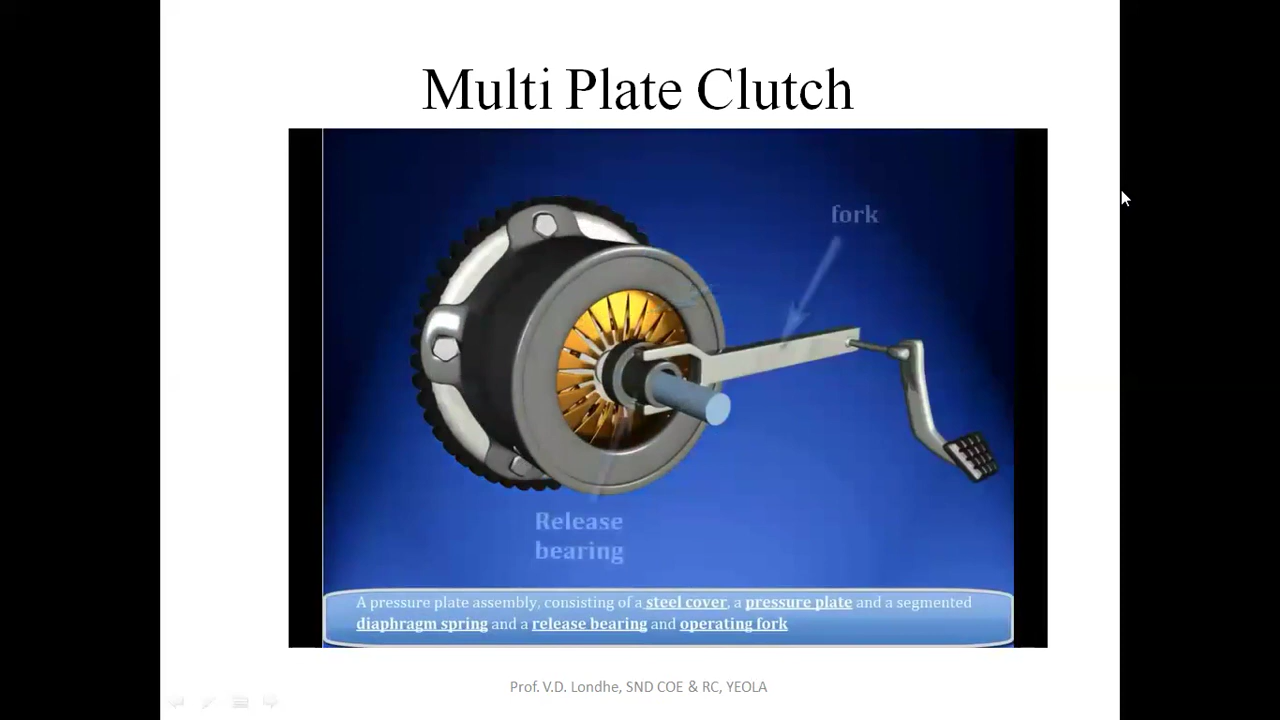 Multi Plate Clutch
fork
Release
bearing
A pressure plate assembly, consisting of a steel cover, a pressure plate and a segmented
diaphragm spring and a release bearing and operating fork
Prof. V.D. Londhe, SND COE & RC, YEOLA